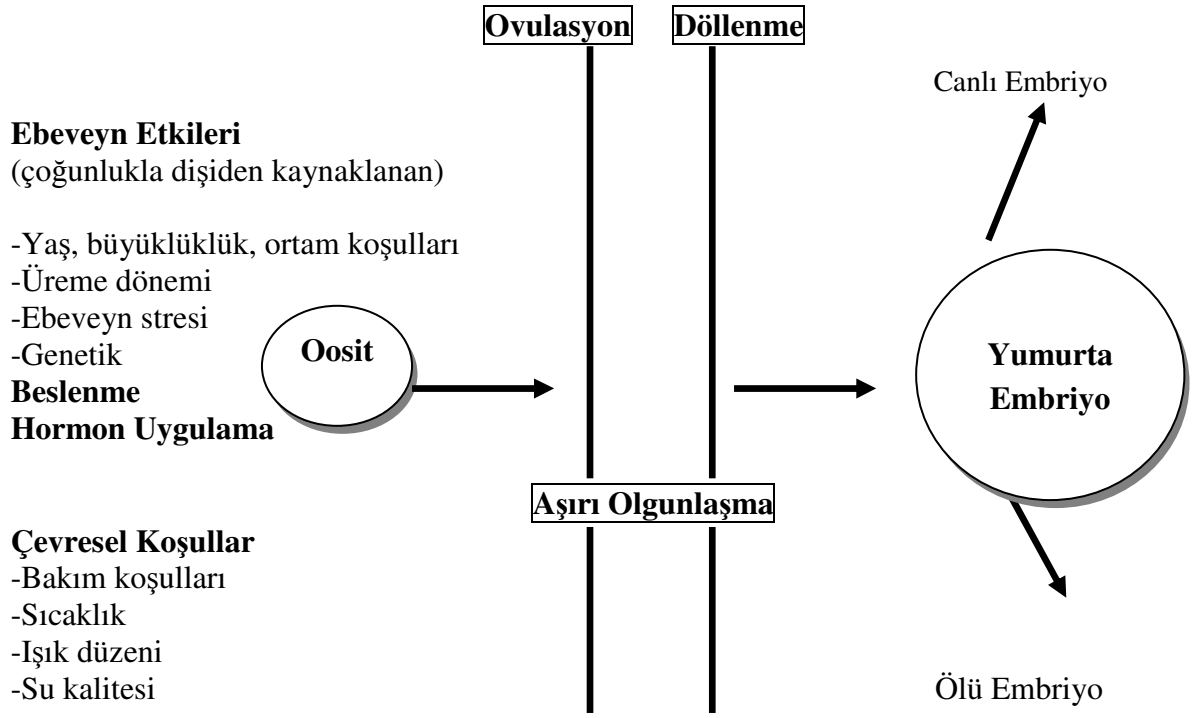 Ovulasyon
Döllenme
Canlı Embriyo
Ebeveyn Etkileri
(çoğunlukla dişiden kaynaklanan)
-Yaş, büyüklüklük, ortam koşulları
-Üreme dönemi
-Ebeveyn stresi
-Genetik
Beslenme
Hormon Uygulama
Oosit
Yumurta
Embriyo
Aşırı Olgunlaşma
Çevresel Koşullar
-Bakım koşulları
-Sıcaklık
-Işık düzeni
-Su kalitesi
Ölü Embriyo